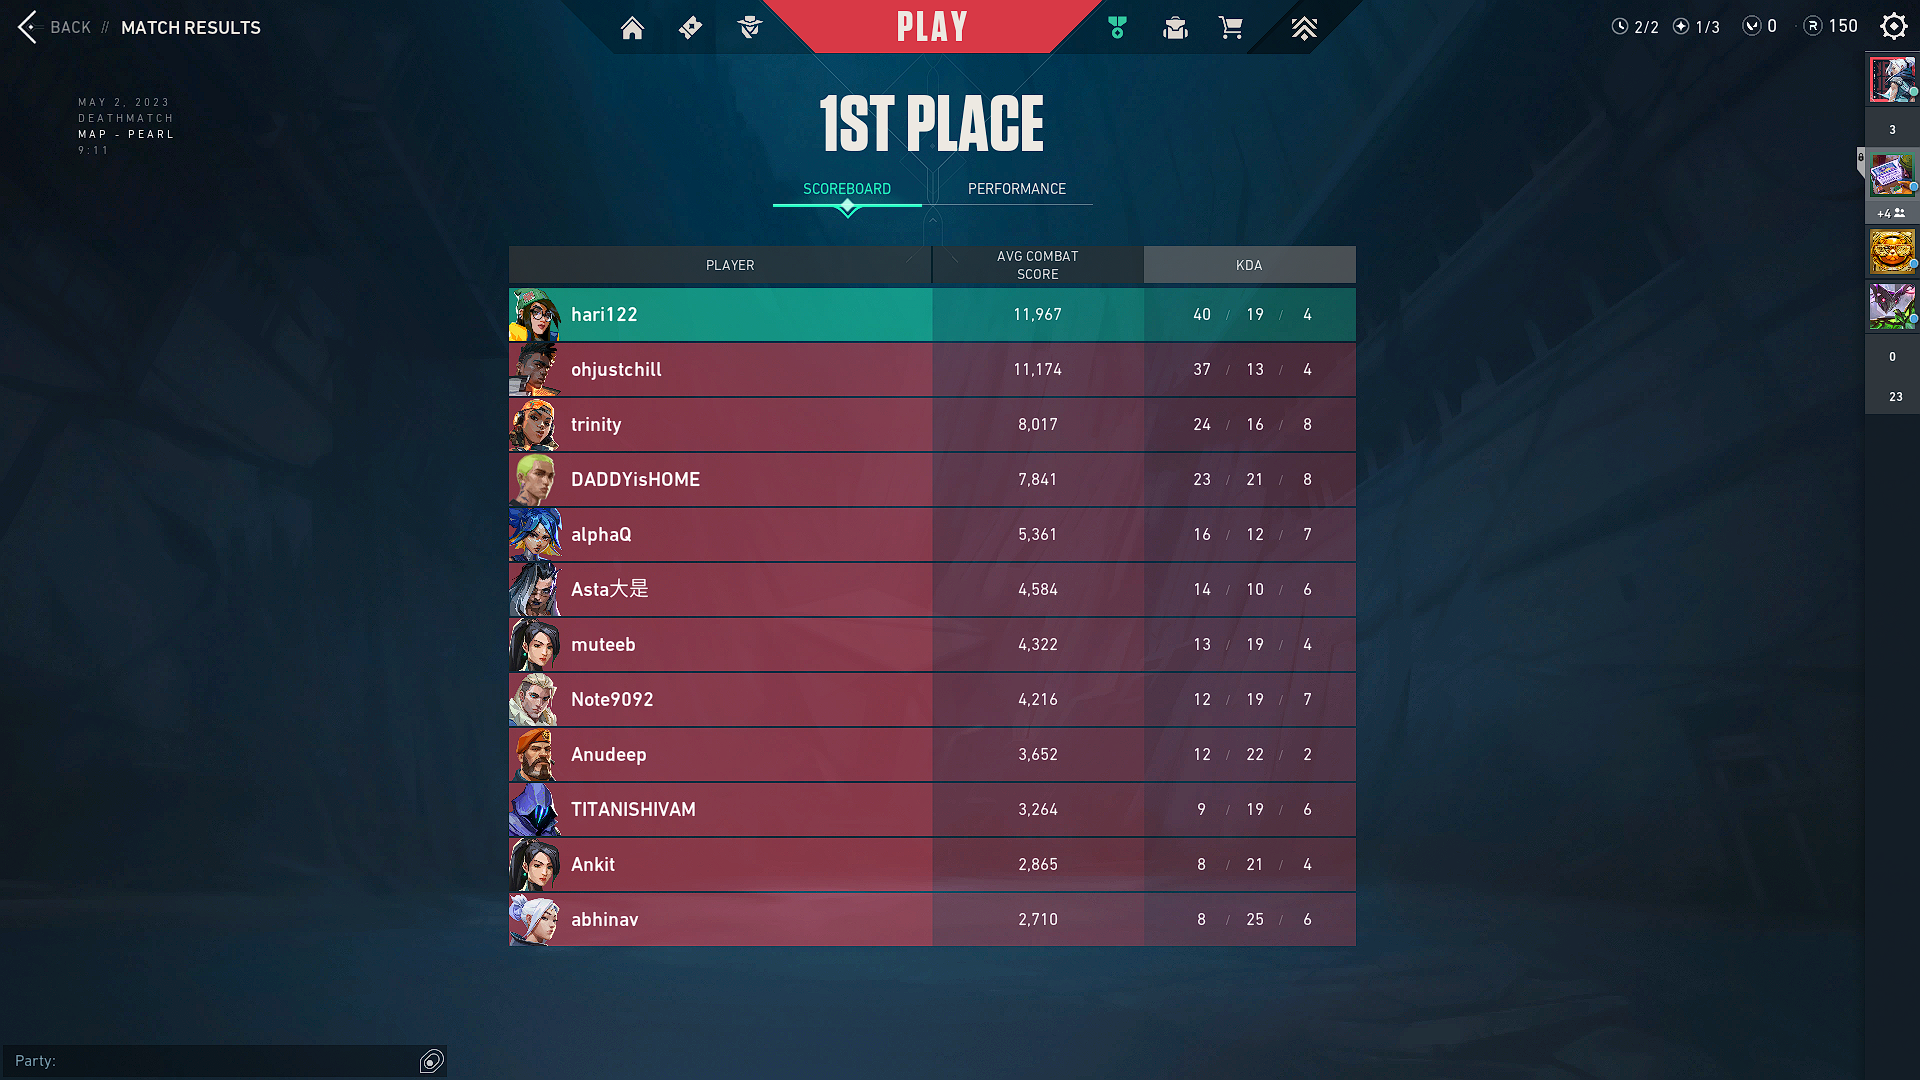 BACK // MATCH RESULTS
PLAY
2/2 1/3 0 150
MAY 2, 2023
DEATHMATCH
MAP - PEARL
9:11
1ST PLACE
SCOREBOARD PERFORMANCE
PLAYER AVG COMBAT SCORE KDA
hari122 11,967 40 / 19 / 4
ohjustchill 11,174 37 / 13 / 4
trinity 8,017 24 / 16 / 8
DADDYisHOME 7,841 23 / 21 / 8
alphaQ 5,361 16 / 12 / 7
Asta大是 4,584 14 / 10 / 6
muteeb 4,322 13 / 19 / 4
Note9092 4,216 12 / 19 / 7
Anudeep 3,652 12 / 22 / 2
TITANISHIVAM 3,264 9 / 19 / 6
Ankit 2,865 8 / 21 / 4
abhinav 2,710 8 / 25 / 6
3
+4
0
23
Party: